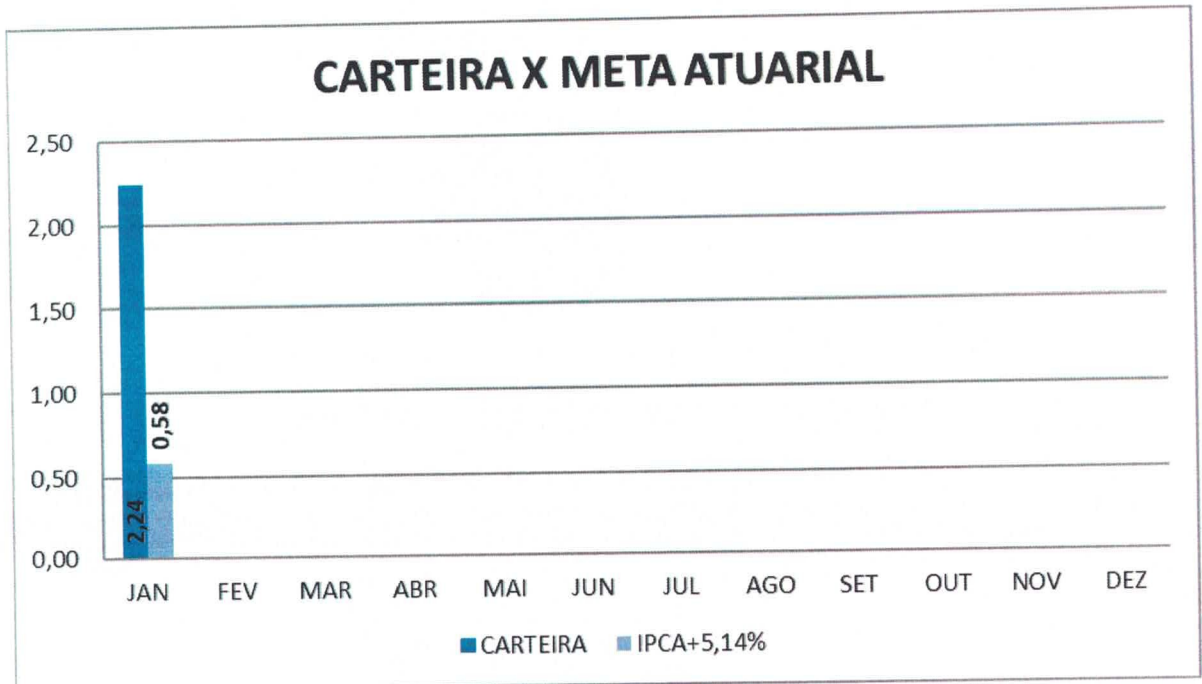 CARTEIRA X META ATUARIAL
2,50
2,00
1,50
1,00
0,50
0,00
2,24
0,58
JAN FEV MAR ABR MAI JUN JUL AGO SET OUT NOV DEZ
CARTEIRA IPCA+5,14%